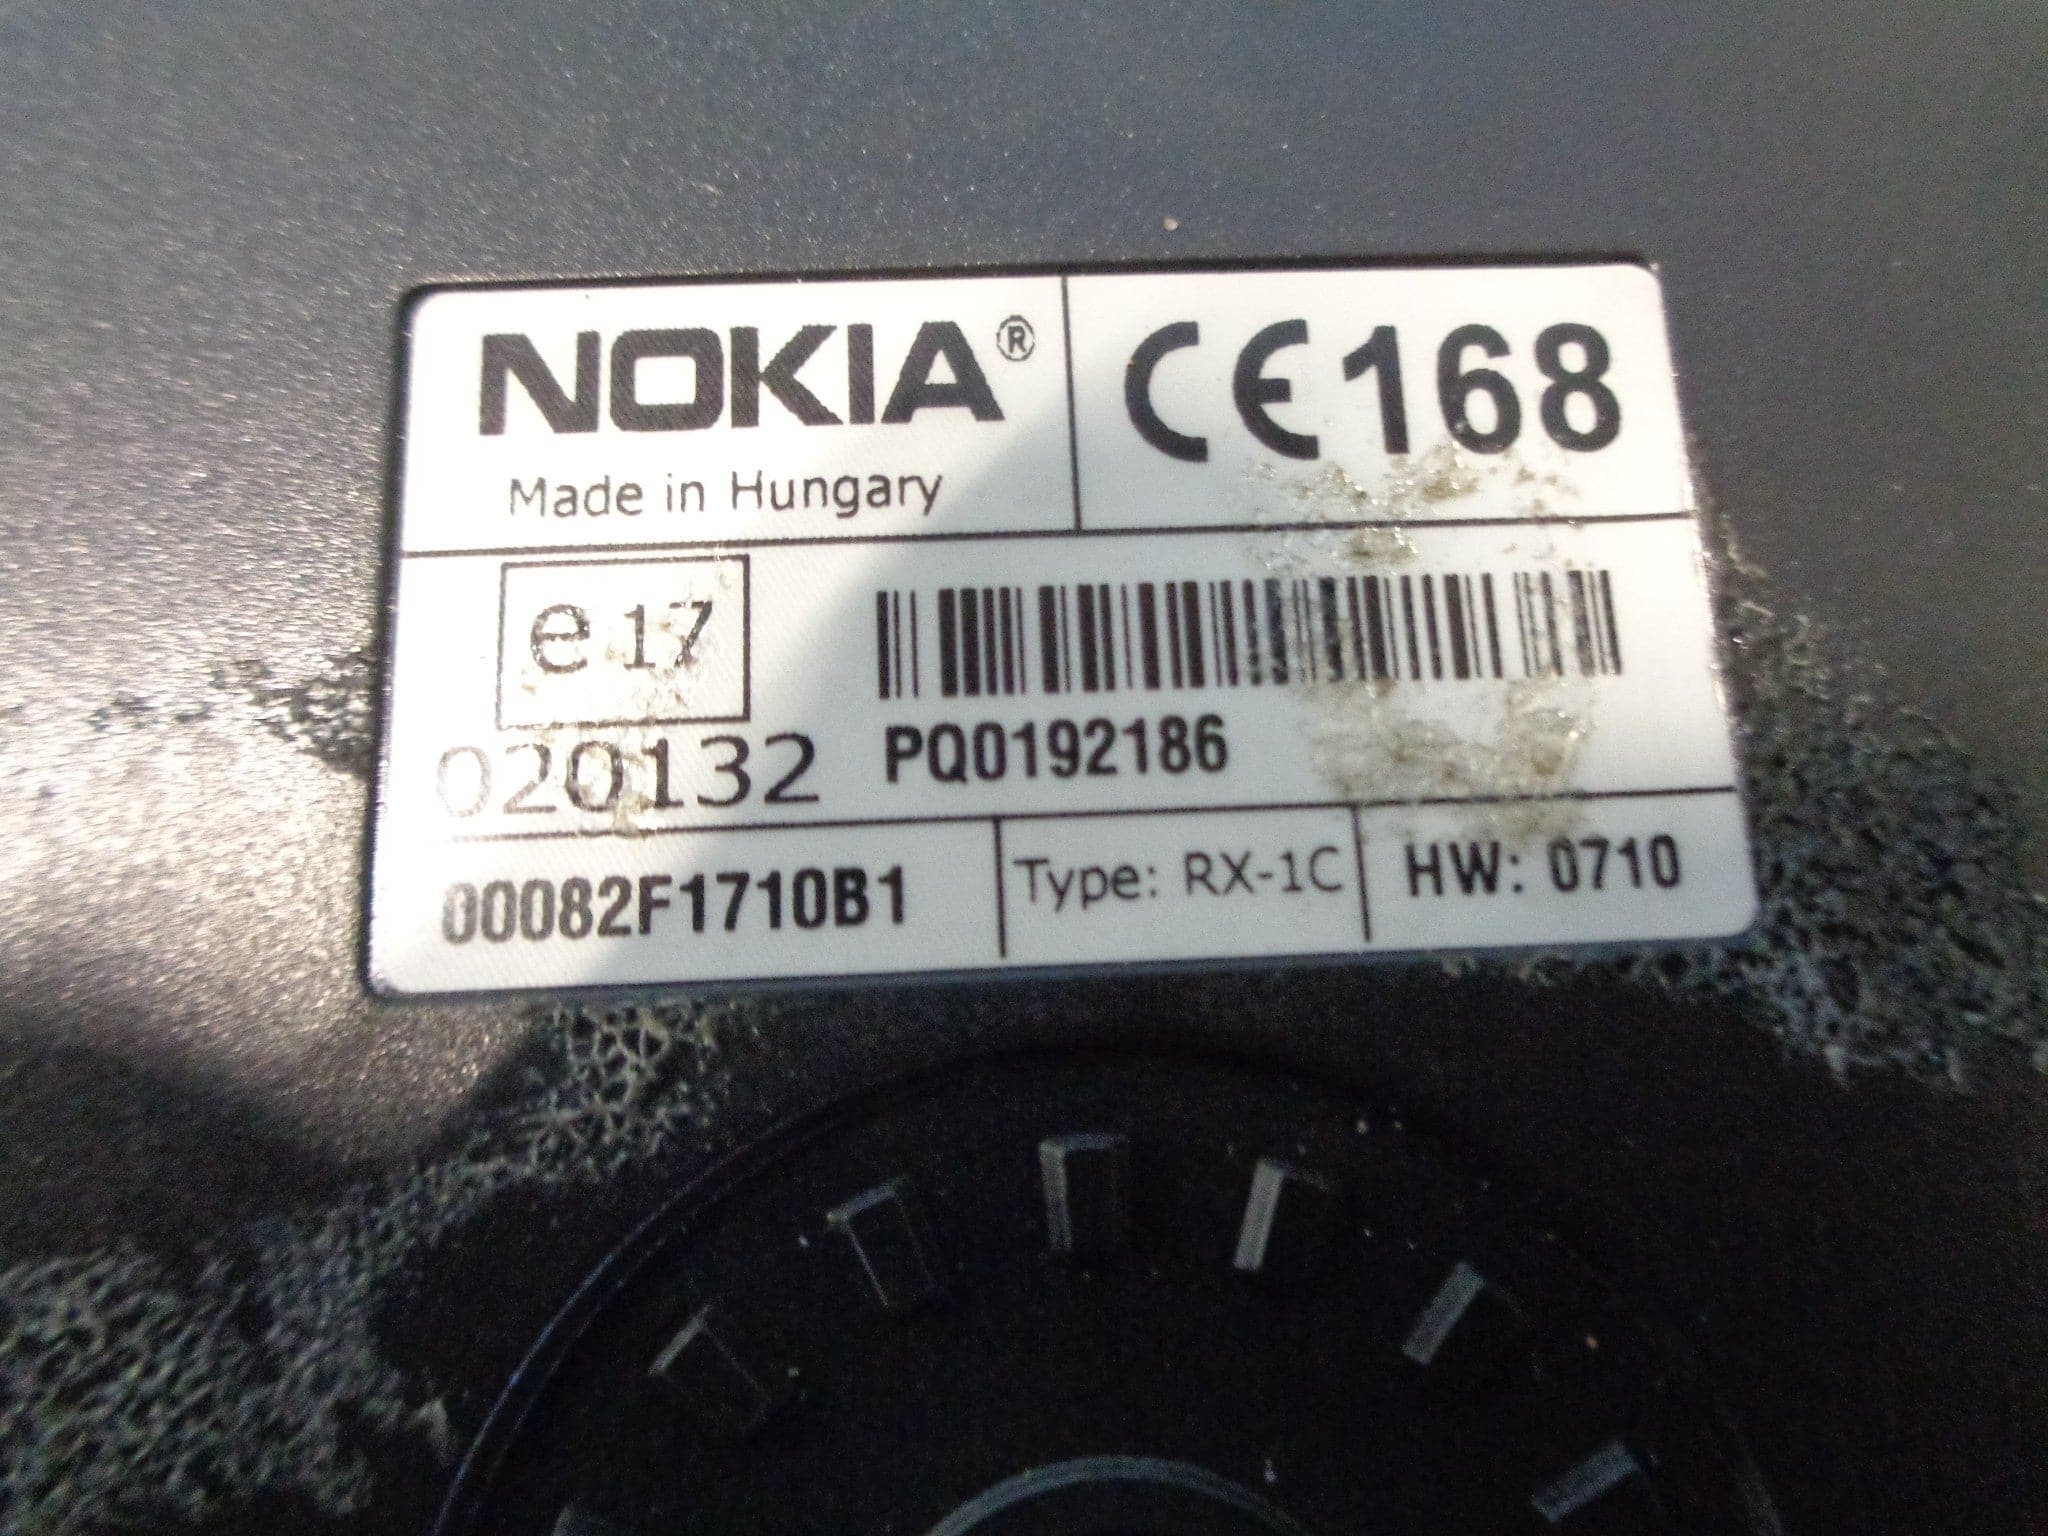 NOKIA®
Made in Hungary
CE168
e17
020132
PQ0192186
00082F1710B1
Type: RX-1C
HW: 0710